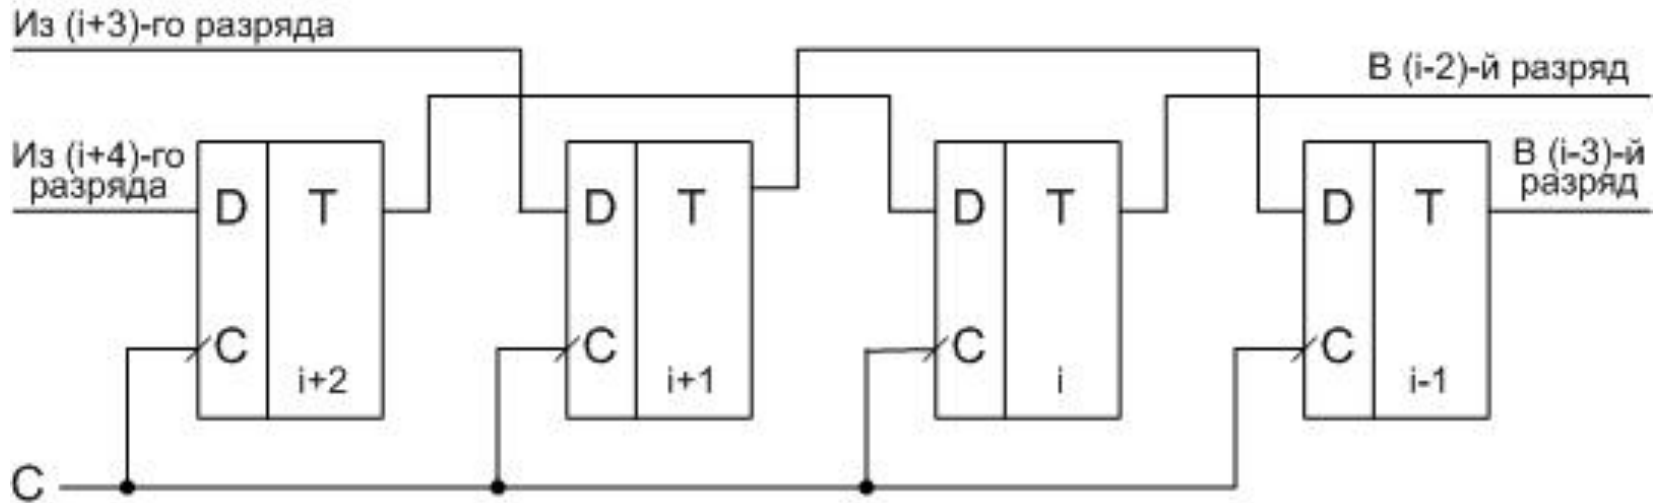 Из (i+3)-го разряда
В (i-2)-й разряд
Из (i+4)-го
разряда
В (i-3)-й
разряд
D T D T D T D T
C C C C
i+2 i+1 i i-1
C